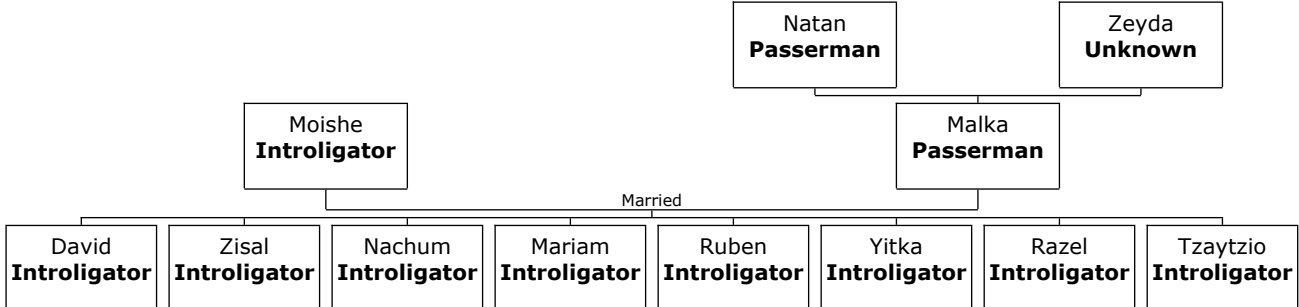 Natan
Passerman
Zeyda
Unknown
Moishe
Introligator
Malka
Passerman
Married
David
Introligator
Zisal
Introligator
Nachum
Introligator
Mariam
Introligator
Ruben
Introligator
Yitka
Introligator
Razel
Introligator
Tzaytzio
Introligator